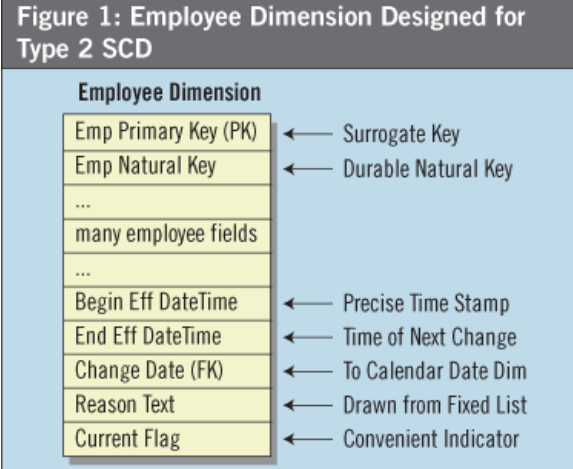 Figure 1: Employee Dimension Designed for
Type 2 SCD
Employee Dimension
Emp Primary Key (PK) Surrogate Key
Emp Natural Key Durable Natural Key
...
many employee fields
...
Begin Eff DateTime Precise Time Stamp
End Eff DateTime Time of Next Change
Change Date (FK) To Calendar Date Dim
Reason Text Drawn from Fixed List
Current Flag Convenient Indicator